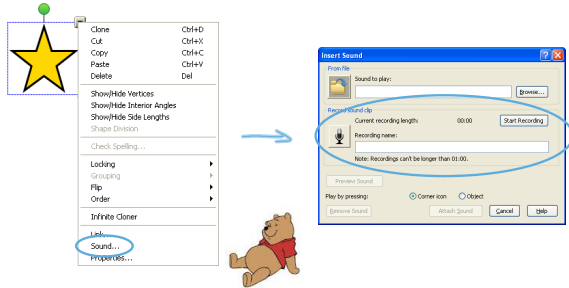 Clone Ctrl+D
Cut Ctrl+X
Copy Ctrl+C
Paste Ctrl+V
Delete Del
Show/Hide Vertices
Show/Hide Interior Angles
Show/Hide Side Lengths
Shape Division
Check Spelling...
Locking
Grouping
Flip
Order
Infinite Cloner
Link...
Sound...
Properties...
Insert Sound
From file
Sound to play:
Browse...
Record sound clip
Current recording length: 00:00 Start Recording
Recording name:
Note: Recordings can't be longer than 01:00.
Preview Sound
Play by pressing: Corner icon Object
Remove Sound Attach Sound Cancel Help